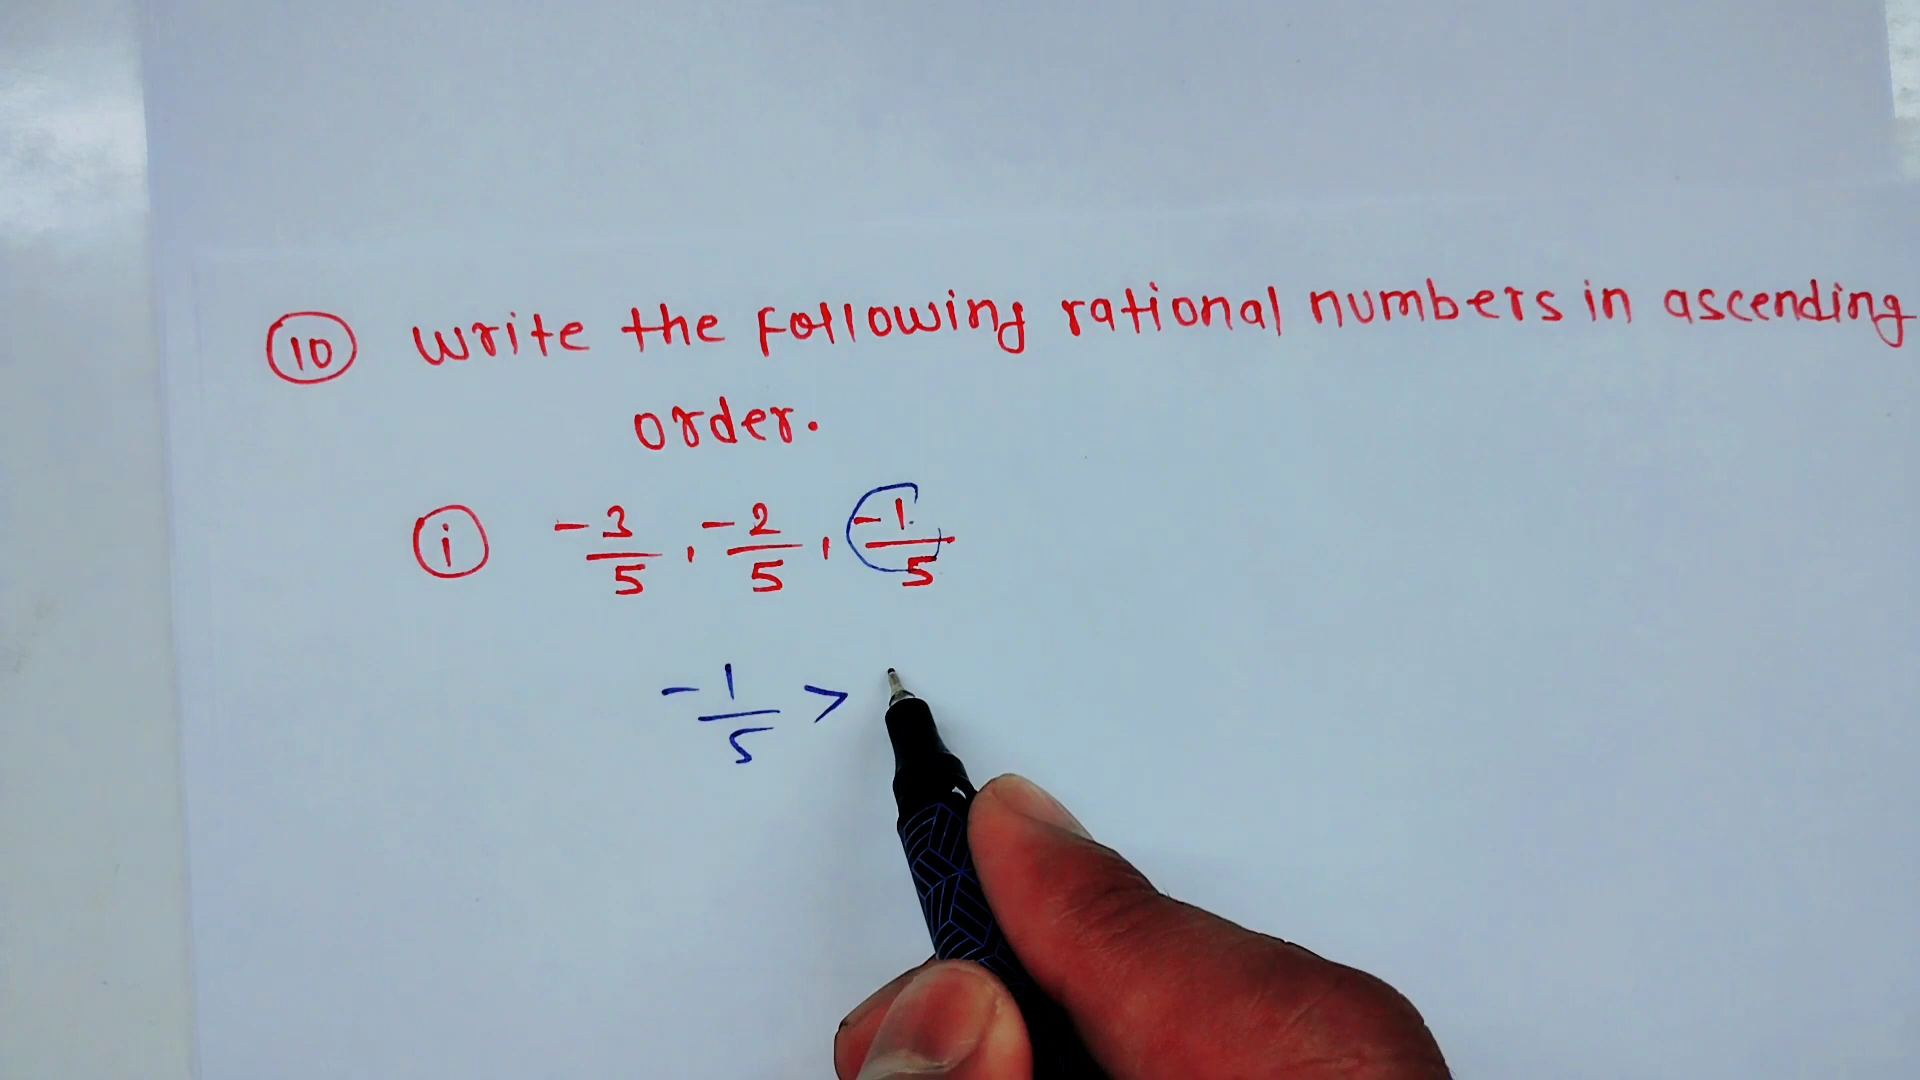 10 Write the following rational numbers in ascending
order.
i -3/5, -2/5, -1/5
-1/5 >